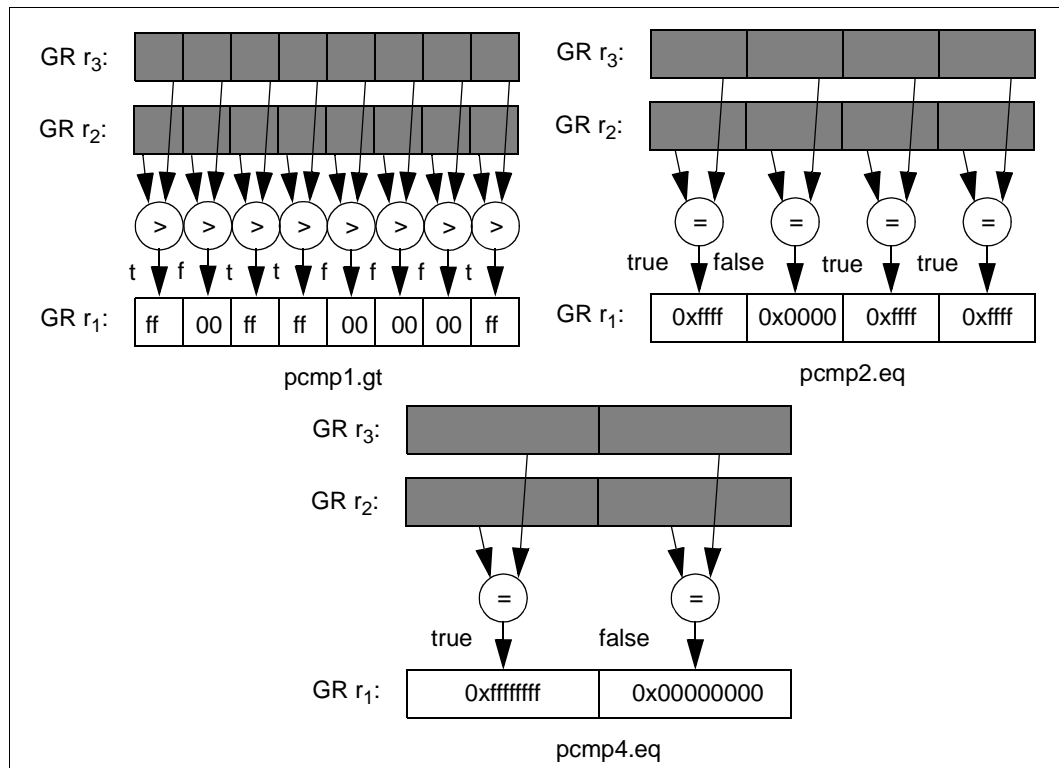 GR r3:
GR r2:
> > > > > > > >
t f t t f f f t
GR r1: ff 00 ff ff 00 00 00 ff
pcmp1.gt
GR r3:
GR r2:
= = = =
true false true true
GR r1: 0xffff 0x0000 0xffff 0xffff
pcmp2.eq
GR r3:
GR r2:
= =
true false
GR r1: 0xffffffff 0x00000000
pcmp4.eq